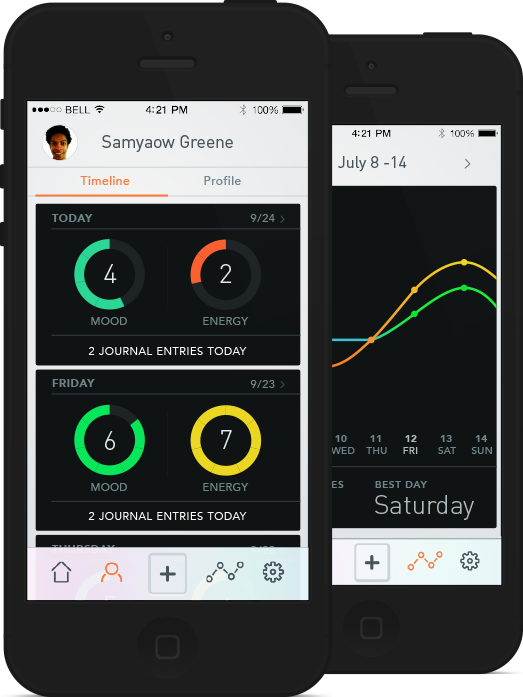 BELL 4:21 PM 100%
Samyaow Greene
Timeline Profile
TODAY 9/24
4 2
MOOD ENERGY
2 JOURNAL ENTRIES TODAY
FRIDAY 9/23
6 7
MOOD ENERGY
2 JOURNAL ENTRIES TODAY
THURSDAY
4:21 PM 100%
July 8 -14
10 11 12 13 14
WED THU FRI SAT SUN
ES BEST DAY
Saturday